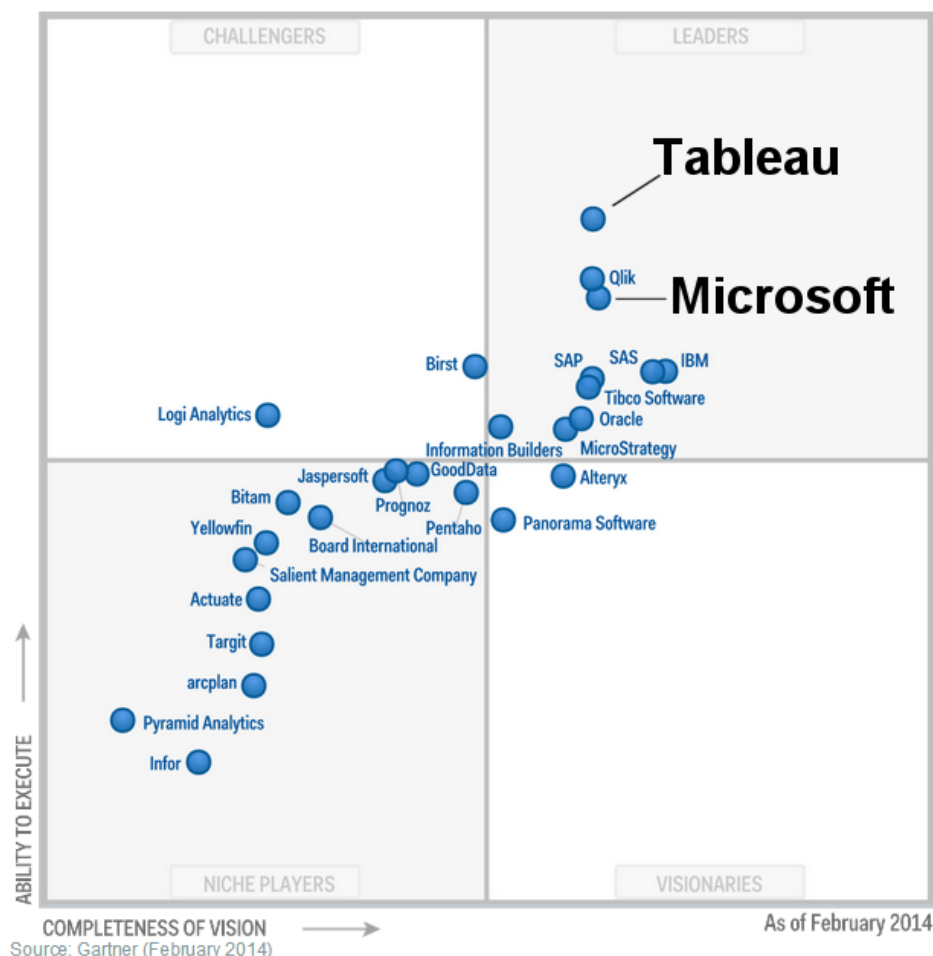 CHALLENGERS
LEADERS
Tableau
Qlik
Microsoft
Birst
SAP
SAS
IBM
Tibco Software
Logi Analytics
Oracle
Information Builders
MicroStrategy
Jaspersoft
GoodData
Alteryx
Bitam
Prognoz
Pentaho
Panorama Software
Yellowfin
Board International
Salient Management Company
Actuate
Targit
arcplan
Pyramid Analytics
Infor
ABILITY TO EXECUTE
NICHE PLAYERS
VISIONARIES
COMPLETENESS OF VISION
As of February 2014
Source: Gartner (February 2014)